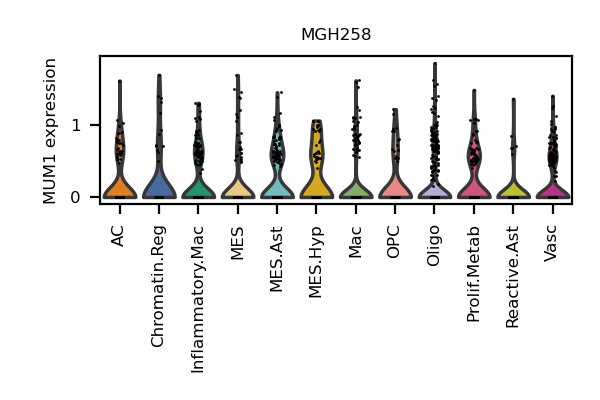 MGH258
MUM1 expression
1
0
AC
Chromatin.Reg
Inflammatory.Mac
MES
MES.Ast
MES.Hyp
Mac
OPC
Oligo
Prolif.Metab
Reactive.Ast
Vasc